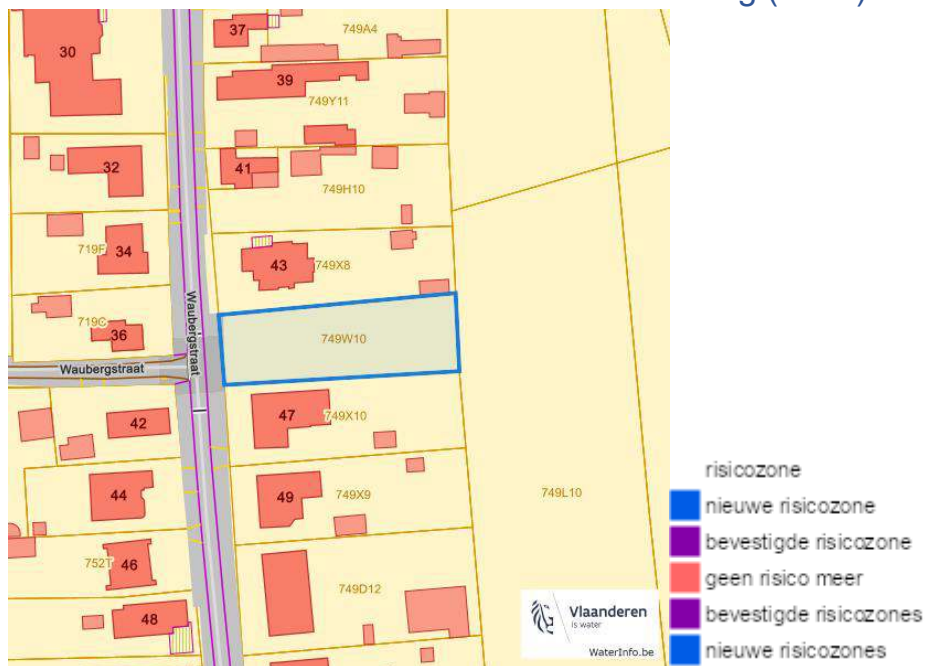 37
749A4
30
39
749Y11
32
41
749H10
719F
34
43
749X8
719C
36
Waubergstraat
749W10
Waubergstraat
42
47
749X10
44
49
749X9
749L10
752T
46
749D12
48
Vlaanderen
is water
WaterInfo.be
risicozone
nieuwe risicozone
bevestigde risicozone
geen risico meer
bevestigde risicozones
nieuwe risicozones